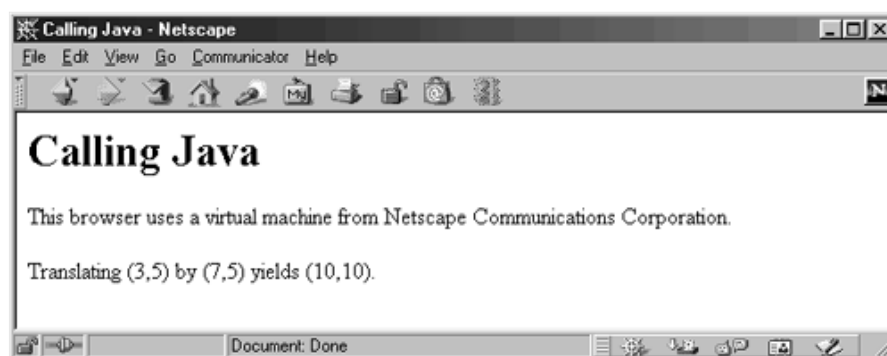 Calling Java - Netscape
File Edit View Go Communicator Help
My
N
Calling Java
This browser uses a virtual machine from Netscape Communications Corporation.
Translating (3,5) by (7,5) yields (10,10).
Document: Done